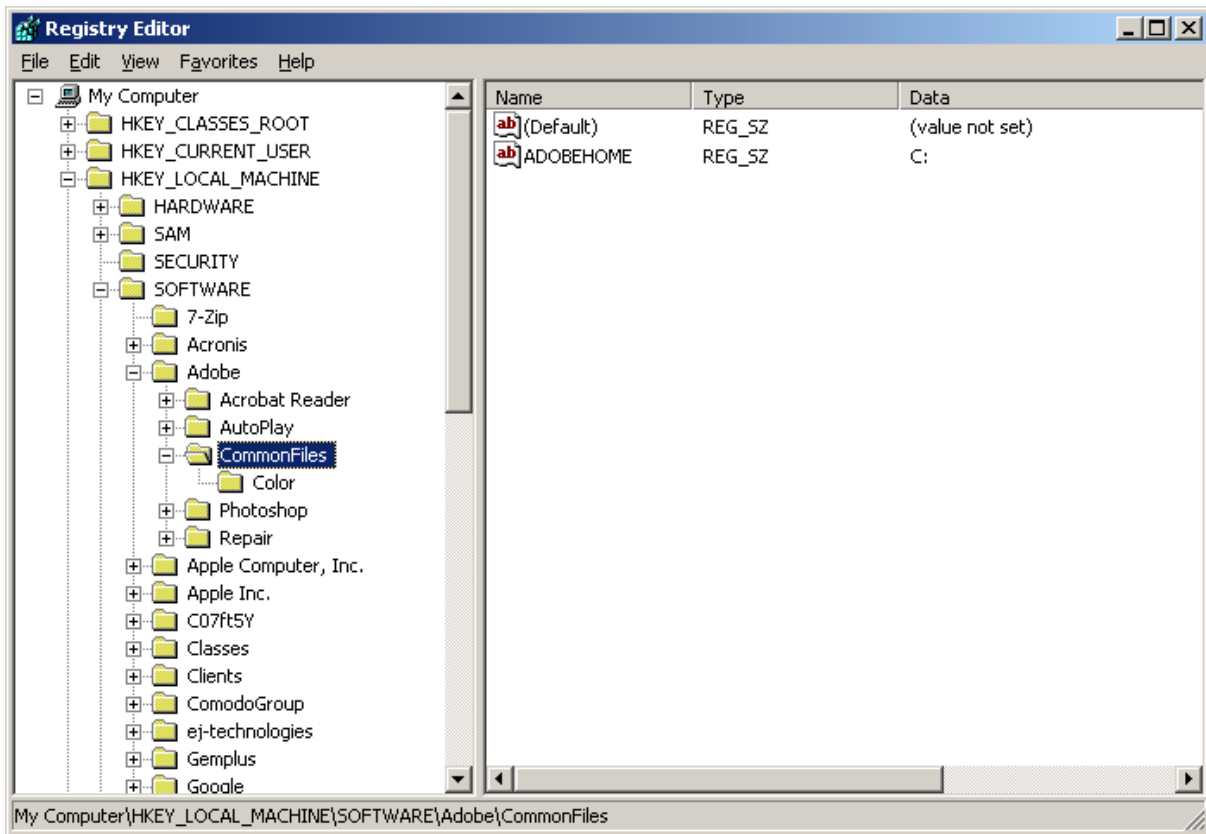 Registry Editor
File Edit View Favorites Help
My Computer
HKEY_CLASSES_ROOT
HKEY_CURRENT_USER
HKEY_LOCAL_MACHINE
HARDWARE
SAM
SECURITY
SOFTWARE
7-Zip
Acronis
Adobe
Acrobat Reader
AutoPlay
CommonFiles
Color
Photoshop
Repair
Apple Computer, Inc.
Apple Inc.
C07ft5Y
Classes
Clients
ComodoGroup
ej-technologies
Gemplus
Google
Name Type Data
ab (Default) REG_SZ (value not set)
ab ADOBEHOME REG_SZ C:
My Computer\HKEY_LOCAL_MACHINE\SOFTWARE\Adobe\CommonFiles